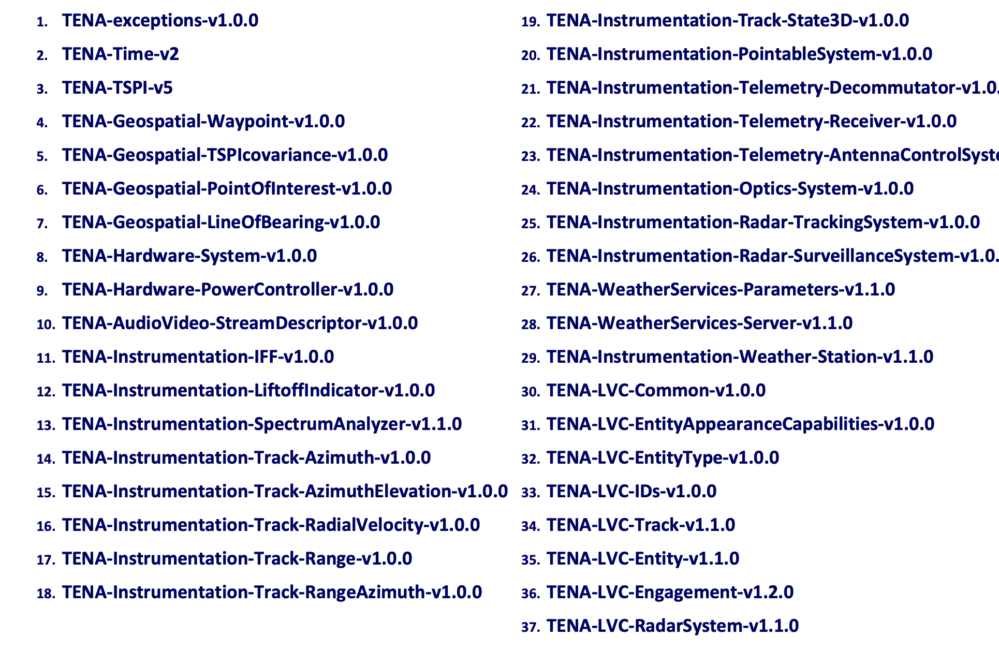 1. TENA-exceptions-v1.0.0
2. TENA-Time-v2
3. TENA-TSPI-v5
4. TENA-Geospatial-Waypoint-v1.0.0
5. TENA-Geospatial-TSPIcovariance-v1.0.0
6. TENA-Geospatial-PointOfInterest-v1.0.0
7. TENA-Geospatial-LineOfBearing-v1.0.0
8. TENA-Hardware-System-v1.0.0
9. TENA-Hardware-PowerController-v1.0.0
10. TENA-AudioVideo-StreamDescriptor-v1.0.0
11. TENA-Instrumentation-IFF-v1.0.0
12. TENA-Instrumentation-LiftoffIndicator-v1.0.0
13. TENA-Instrumentation-SpectrumAnalyzer-v1.1.0
14. TENA-Instrumentation-Track-Azimuth-v1.0.0
15. TENA-Instrumentation-Track-AzimuthElevation-v1.0.0
16. TENA-Instrumentation-Track-RadialVelocity-v1.0.0
17. TENA-Instrumentation-Track-Range-v1.0.0
18. TENA-Instrumentation-Track-RangeAzimuth-v1.0.0
19. TENA-Instrumentation-Track-State3D-v1.0.0
20. TENA-Instrumentation-PointableSystem-v1.0.0
21. TENA-Instrumentation-Telemetry-Decommutator-v1.0.
22. TENA-Instrumentation-Telemetry-Receiver-v1.0.0
23. TENA-Instrumentation-Telemetry-AntennaControlSyste
24. TENA-Instrumentation-Optics-System-v1.0.0
25. TENA-Instrumentation-Radar-TrackingSystem-v1.0.0
26. TENA-Instrumentation-Radar-SurveillanceSystem-v1.0.
27. TENA-WeatherServices-Parameters-v1.1.0
28. TENA-WeatherServices-Server-v1.1.0
29. TENA-Instrumentation-Weather-Station-v1.1.0
30. TENA-LVC-Common-v1.0.0
31. TENA-LVC-EntityAppearanceCapabilities-v1.0.0
32. TENA-LVC-EntityType-v1.0.0
33. TENA-LVC-IDs-v1.0.0
34. TENA-LVC-Track-v1.1.0
35. TENA-LVC-Entity-v1.1.0
36. TENA-LVC-Engagement-v1.2.0
37. TENA-LVC-RadarSystem-v1.1.0